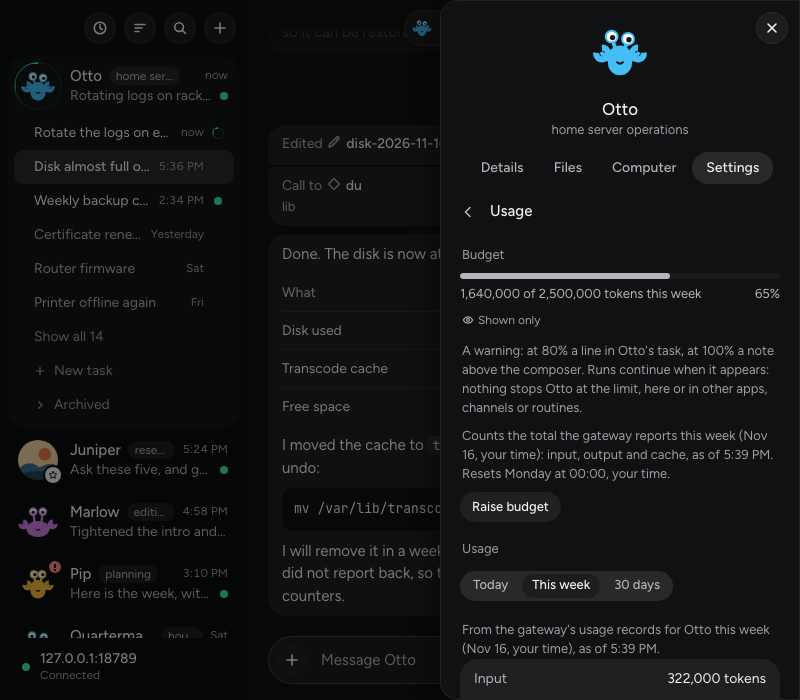 Otto
home ser...
now
Rotating logs on rack...
Rotate the logs on e...
now
Disk almost full o...
5:36 PM
Weekly backup c...
2:34 PM
Certificate rene...
Yesterday
Router firmware
Sat
Printer offline again
Fri
Show all 14
New task
Archived
Juniper
rese...
5:24 PM
Ask these five, and g...
Marlow
editi...
4:58 PM
Tightened the intro and...
Pip
planning
3:10 PM
Here is the week, wit...
Quarterma
hou
Sat
127.0.0.1:18789
Connected
so it can be restor
Edited disk-2026-11-1
Call to du
lib
Done. The disk is now at
What
Disk used
Transcode cache
Free space
I moved the cache to
undo:
mv /var/lib/transco
I will remove it in a week
did not report back, so t
counters.
Message Otto
Otto
home server operations
Details
Files
Computer
Settings
Usage
Budget
1,640,000 of 2,500,000 tokens this week
65%
Shown only
A warning: at 80% a line in Otto's task, at 100% a note
above the composer. Runs continue when it appears:
nothing stops Otto at the limit, here or in other apps,
channels or routines.
Counts the total the gateway reports this week (Nov
16, your time): input, output and cache, as of 5:39 PM.
Resets Monday at 00:00, your time.
Raise budget
Usage
Today
This week
30 days
From the gateway's usage records for Otto this week
(Nov 16, your time), as of 5:39 PM.
Input
322,000 tokens